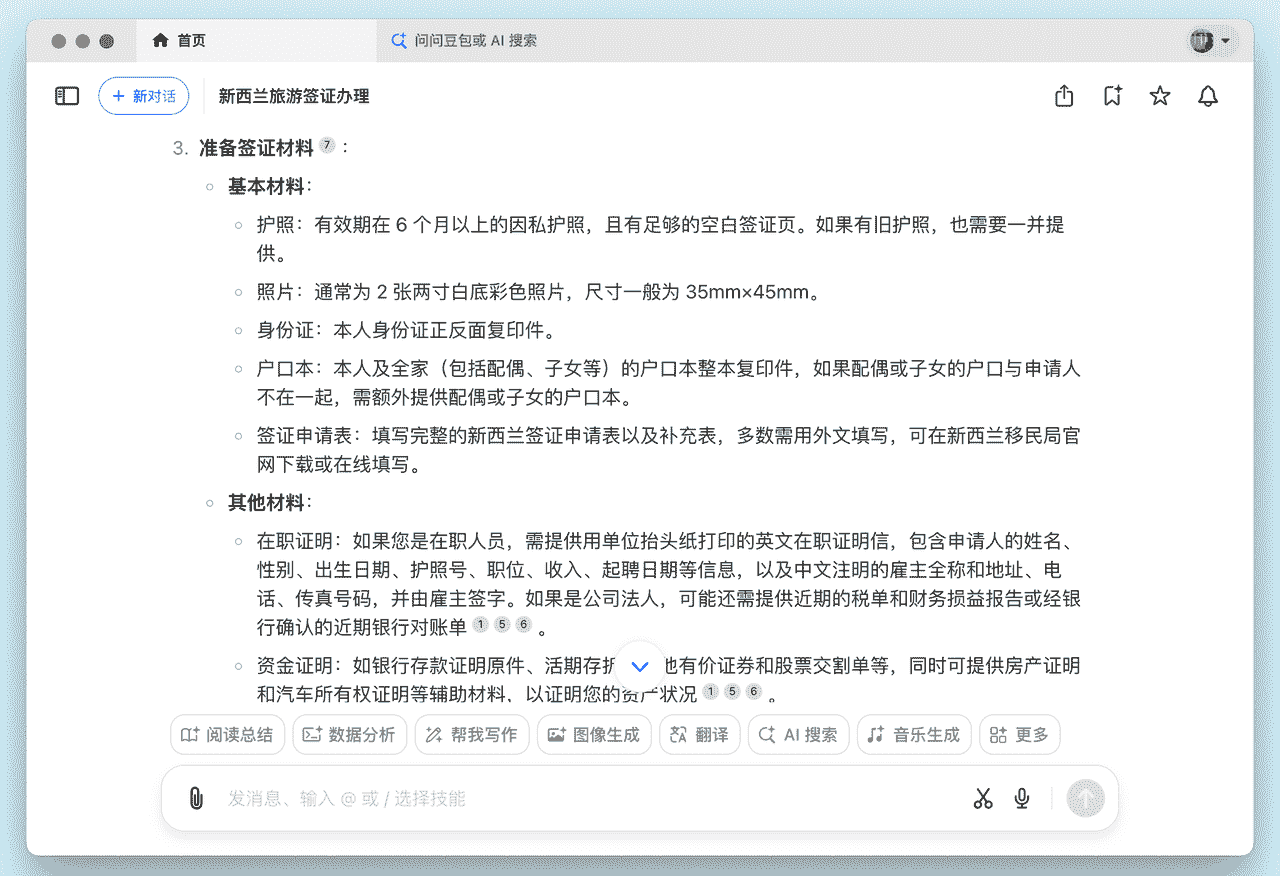 首页
问问豆包或 AI 搜索
新对话
新西兰旅游签证办理
3. 准备签证材料 7 ：
基本材料：
护照：有效期在 6 个月以上的因私护照，且有足够的空白签证页。如果有旧护照，也需要一并提
供。
照片：通常为 2 张两寸白底彩色照片，尺寸一般为 35mm×45mm。
身份证：本人身份证正反面复印件。
户口本：本人及全家（包括配偶、子女等）的户口本整本复印件，如果配偶或子女的户口与申请人
不在一起，需额外提供配偶或子女的户口本。
签证申请表：填写完整的新西兰签证申请表以及补充表，多数需用外文填写，可在新西兰移民局官
网下载或在线填写。
其他材料：
在职证明：如果您是在职人员，需提供用单位抬头纸打印的英文在职证明信，包含申请人的姓名、
性别、出生日期、护照号、职位、收入、起聘日期等信息，以及中文注明的雇主全称和地址、电
话、传真号码，并由雇主签字。如果是公司法人，可能还需提供近期的税单和财务损益报告或经银
行确认的近期银行对账单 1 5 6 。
资金证明：如银行存款证明原件、活期存折 他有价证券和股票交割单等，同时可提供房产证明
和汽车所有权证明等辅助材料，以证明您的资产状况 1 5 6 。
阅读总结 数据分析 帮我写作 图像生成 翻译 AI 搜索 音乐生成 更多
发消息、输入 @ 或 / 选择技能